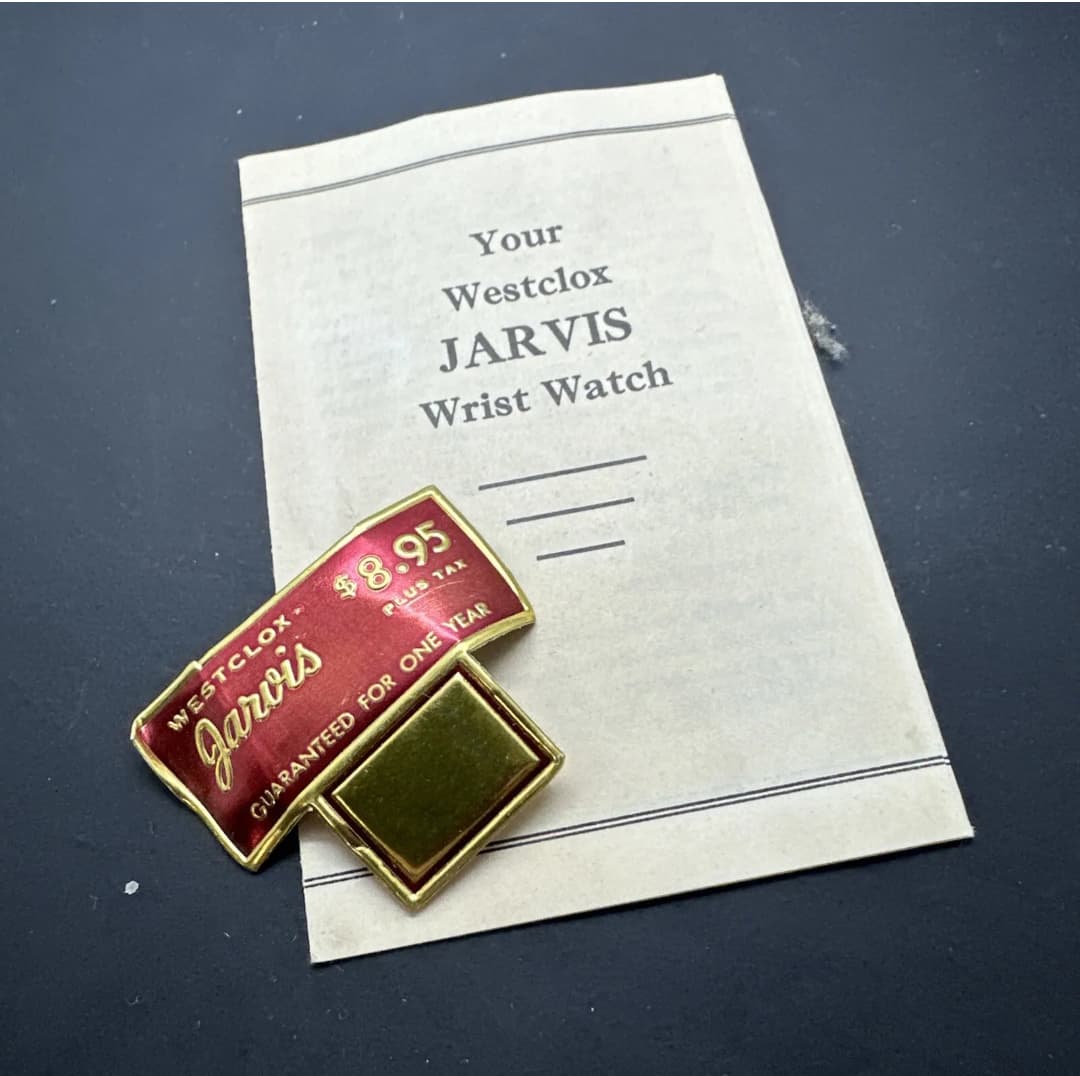 Your
Westclox
JARVIS
Wrist Watch
$8.95
PLUS TAX
WESTCLOX
Jarvis
GUARANTEED FOR ONE YEAR